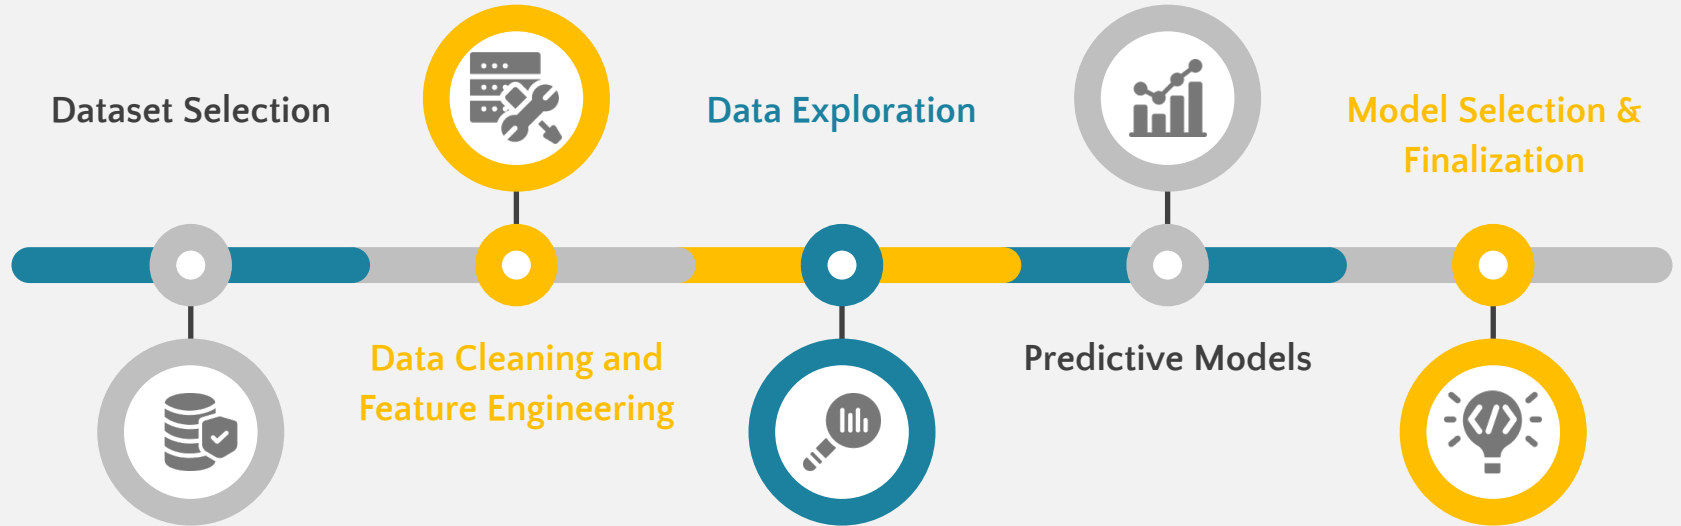 Dataset Selection
Data Cleaning and
Feature Engineering
Data Exploration
Predictive Models
Model Selection &
Finalization